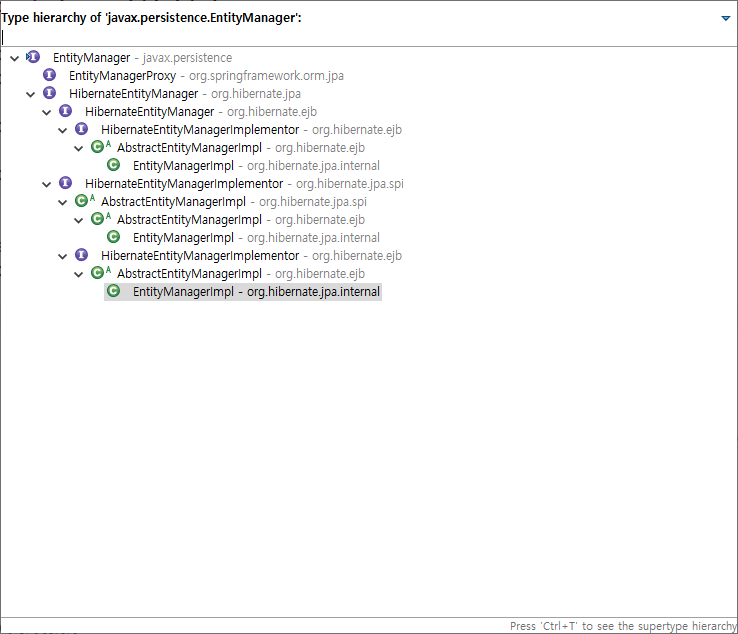 Type hierarchy of 'javax.persistence.EntityManager':
EntityManager - javax.persistence
EntityManagerProxy - org.springframework.orm.jpa
HibernateEntityManager - org.hibernate.jpa
HibernateEntityManager - org.hibernate.ejb
HibernateEntityManagerImplementor - org.hibernate.ejb
AbstractEntityManagerImpl - org.hibernate.ejb
EntityManagerImpl - org.hibernate.jpa.internal
HibernateEntityManagerImplementor - org.hibernate.jpa.spi
AbstractEntityManagerImpl - org.hibernate.jpa.spi
AbstractEntityManagerImpl - org.hibernate.ejb
EntityManagerImpl - org.hibernate.jpa.internal
HibernateEntityManagerImplementor - org.hibernate.ejb
AbstractEntityManagerImpl - org.hibernate.ejb
EntityManagerImpl - org.hibernate.jpa.internal
Press 'Ctrl+T' to see the supertype hierarchy